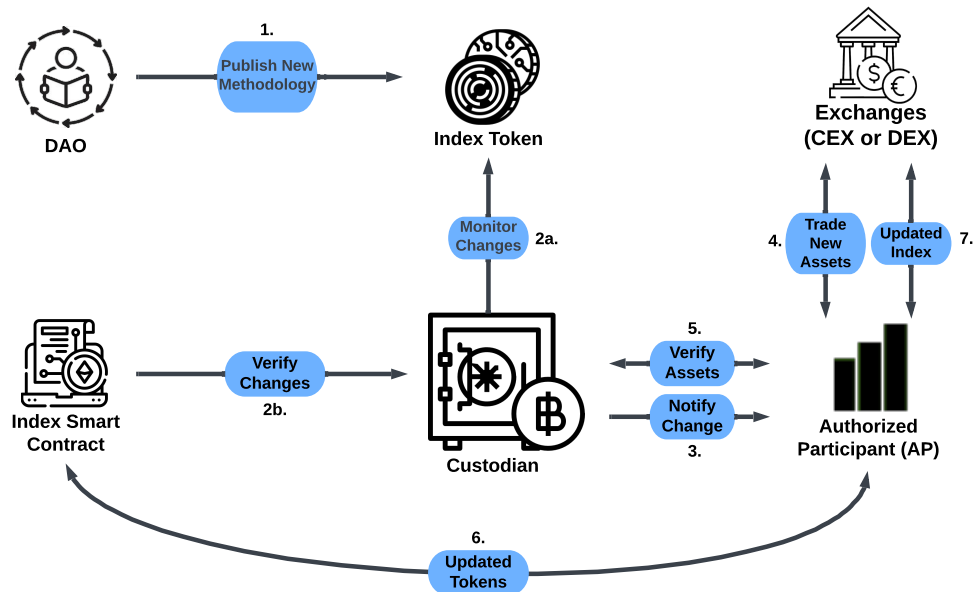 1.
Publish New
Methodology
DAO
Index Token
Exchanges
(CEX or DEX)
Monitor
Changes
2a.
4.
Trade
New
Assets
Updated
Index
7.
Index Smart
Contract
Verify
Changes
2b.
Custodian
5.
Verify
Assets
Notify
Change
3.
Authorized
Participant (AP)
6.
Updated
Tokens